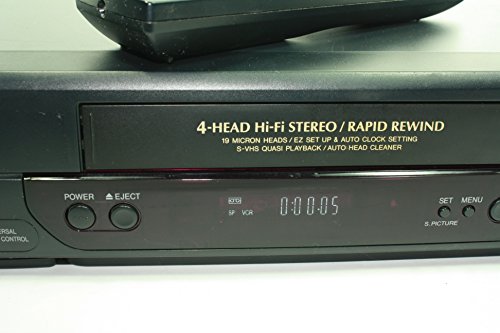 4-HEAD Hi-Fi STEREO / RAPID REWIND
19 MICRON HEADS / EZ SET UP & AUTO CLOCK SETTING
S-VHS QUASI PLAYBACK / AUTO HEAD CLEANER
POWER ▲ EJECT
SP VCR 0:00:05
SET MENU
S. PICTURE
CONTROL